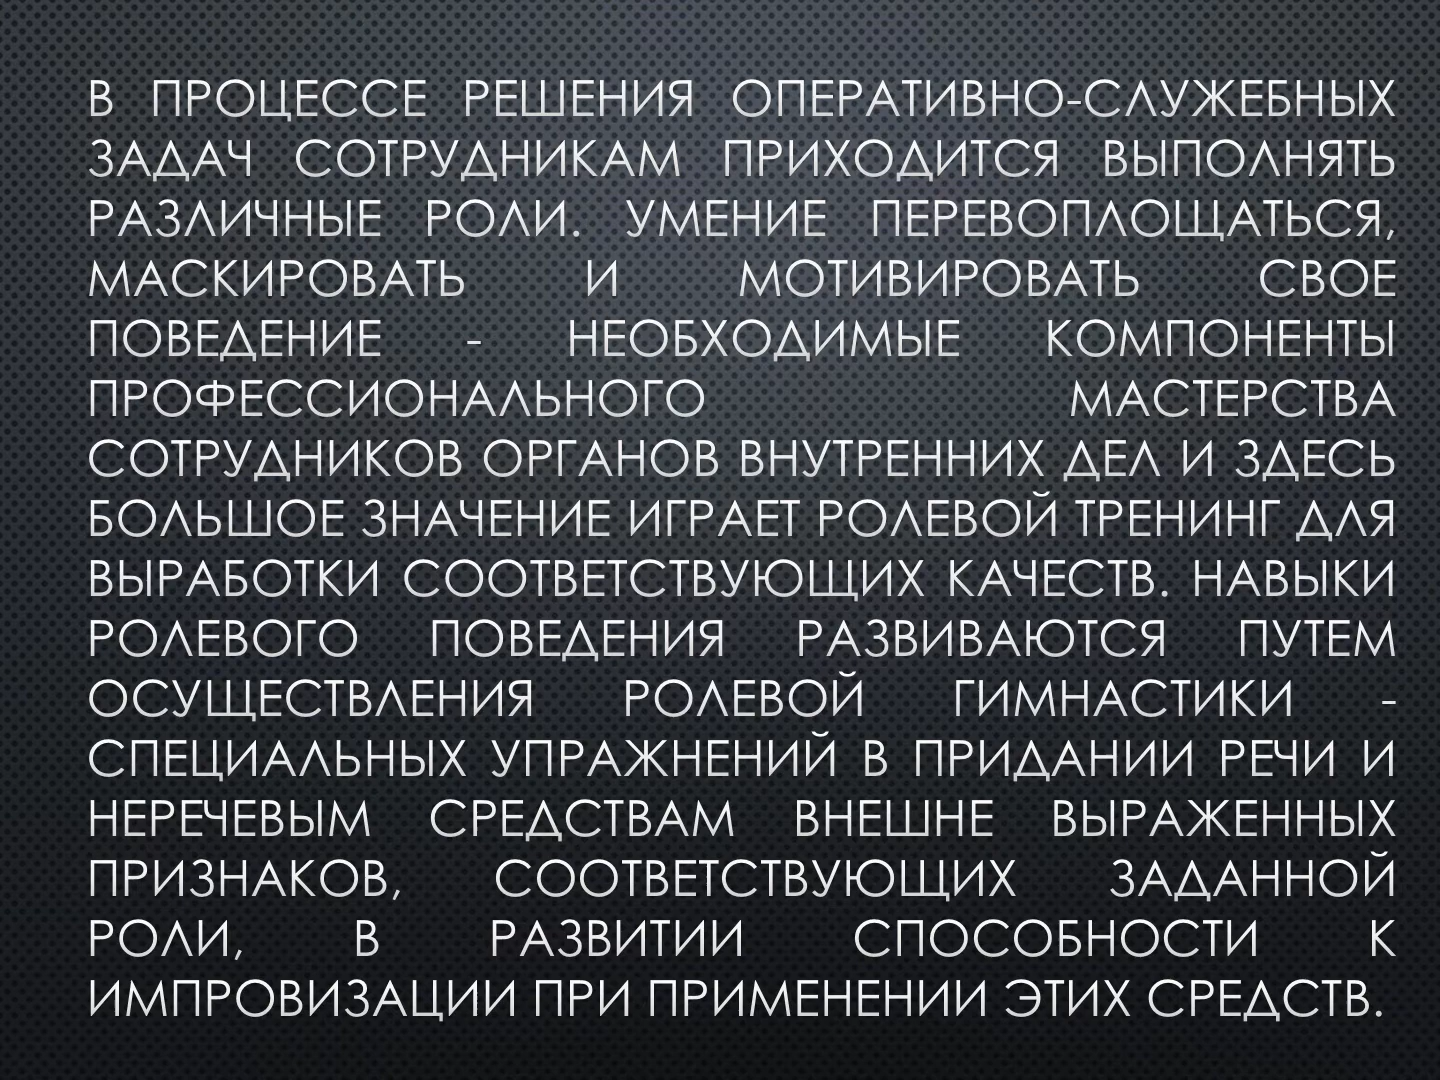 В ПРОЦЕССЕ РЕШЕНИЯ ОПЕРАТИВНО-СЛУЖЕБНЫХ
ЗАДАЧ СОТРУДНИКАМ ПРИХОДИТСЯ ВЫПОЛНЯТЬ
РАЗЛИЧНЫЕ РОЛИ. УМЕНИЕ ПЕРЕВОПЛОЩАТЬСЯ,
МАСКИРОВАТЬ И МОТИВИРОВАТЬ СВОЕ
ПОВЕДЕНИЕ - НЕОБХОДИМЫЕ КОМПОНЕНТЫ
ПРОФЕССИОНАЛЬНОГО МАСТЕРСТВА
СОТРУДНИКОВ ОРГАНОВ ВНУТРЕННИХ ДЕЛ И ЗДЕСЬ
БОЛЬШОЕ ЗНАЧЕНИЕ ИГРАЕТ РОЛЕВОЙ ТРЕНИНГ ДЛЯ
ВЫРАБОТКИ СООТВЕТСТВУЮЩИХ КАЧЕСТВ. НАВЫКИ
РОЛЕВОГО ПОВЕДЕНИЯ РАЗВИВАЮТСЯ ПУТЕМ
ОСУЩЕСТВЛЕНИЯ РОЛЕВОЙ ГИМНАСТИКИ -
СПЕЦИАЛЬНЫХ УПРАЖНЕНИЙ В ПРИДАНИИ РЕЧИ И
НЕРЕЧЕВЫМ СРЕДСТВАМ ВНЕШНЕ ВЫРАЖЕННЫХ
ПРИЗНАКОВ, СООТВЕТСТВУЮЩИХ ЗАДАННОЙ
РОЛИ, В РАЗВИТИИ СПОСОБНОСТИ К
ИМПРОВИЗАЦИИ ПРИ ПРИМЕНЕНИИ ЭТИХ СРЕДСТВ.